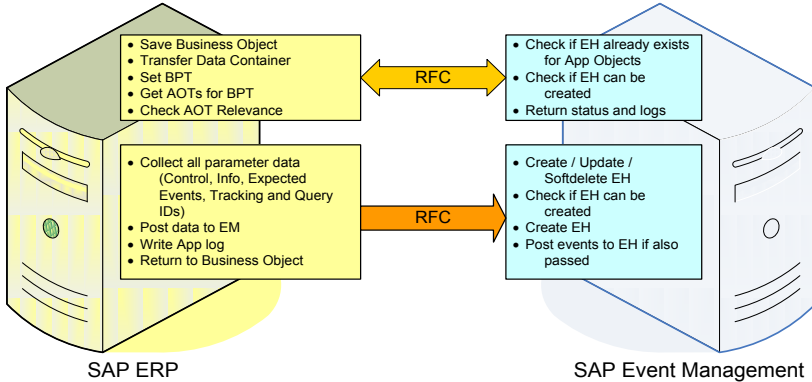 • Save Business Object
• Transfer Data Container
• Set BPT
• Get AOTs for BPT
• Check AOT Relevance
RFC
• Check if EH already exists
for App Objects
• Check if EH can be
created
• Return status and logs
• Collect all parameter data
(Control, Info, Expected
Events, Tracking and Query
IDs)
• Post data to EM
• Write App log
• Return to Business Object
RFC
• Create / Update /
Softdelete EH
• Check if EH can be
created
• Create EH
• Post events to EH if also
passed
SAP ERP
SAP Event Management